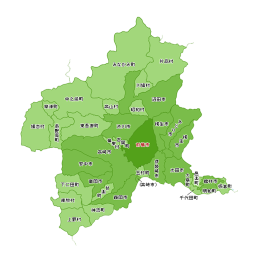 みなかみ町
片品村
川場村
沼田市
中之条町
草津町
高山村
昭和村
嬬恋村
長野原町
東吾妻町
渋川市
桐生市
みどり市
榛東村
吉岡町
高崎市
前橋市
安中市
伊勢崎市
太田市
玉村町
(高崎市)
富岡市
下仁田町
甘楽町
藤岡市
南牧村
神流町
上野村
大泉町
邑楽町
館林市
板倉町
明和町
千代田町